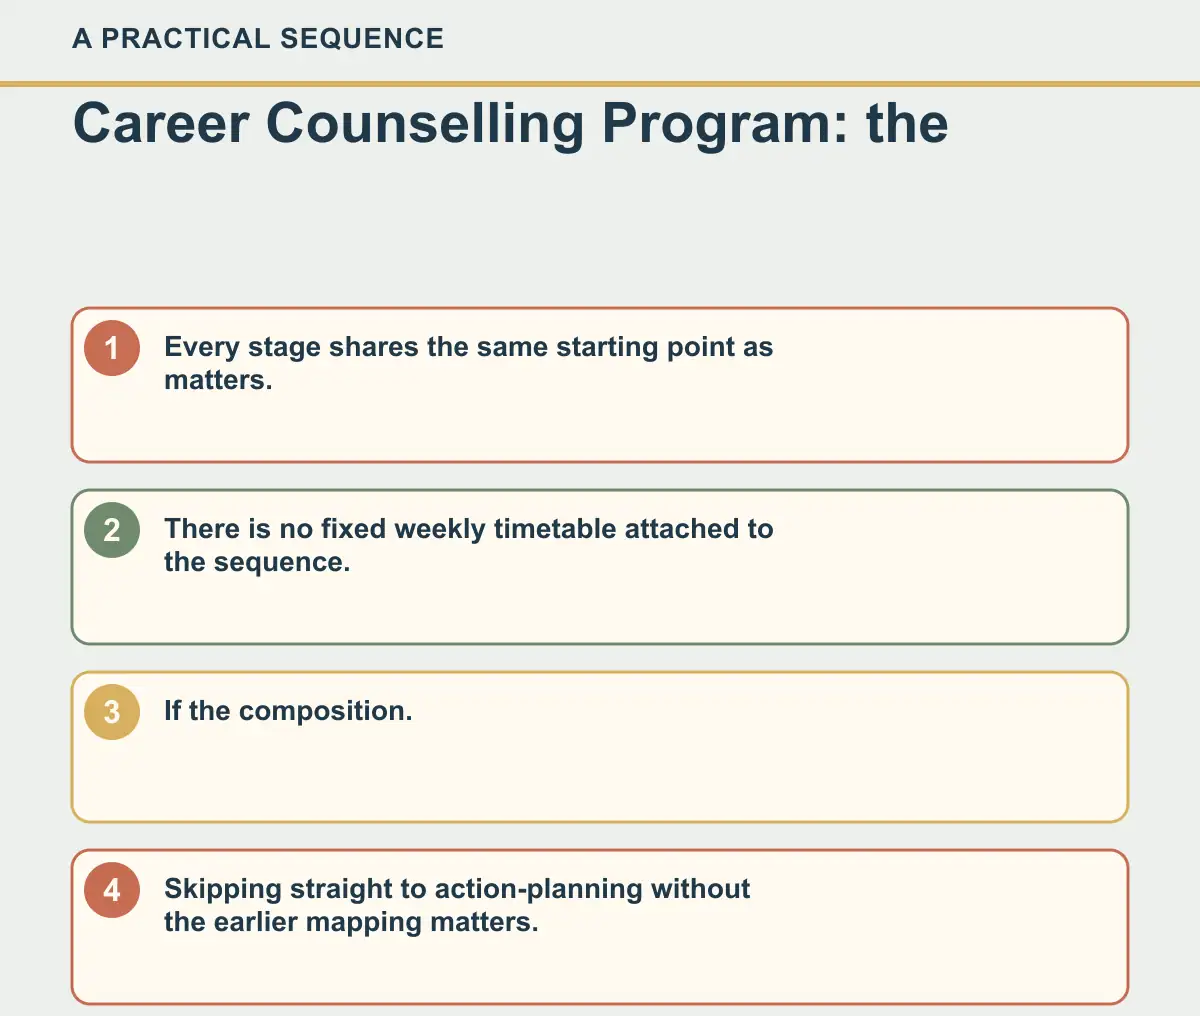 A PRACTICAL SEQUENCE
Career Counselling Program: the
1
Every stage shares the same starting point as
matters.
2
There is no fixed weekly timetable attached to
the sequence.
3
If the composition.
4
Skipping straight to action-planning without
the earlier mapping matters.